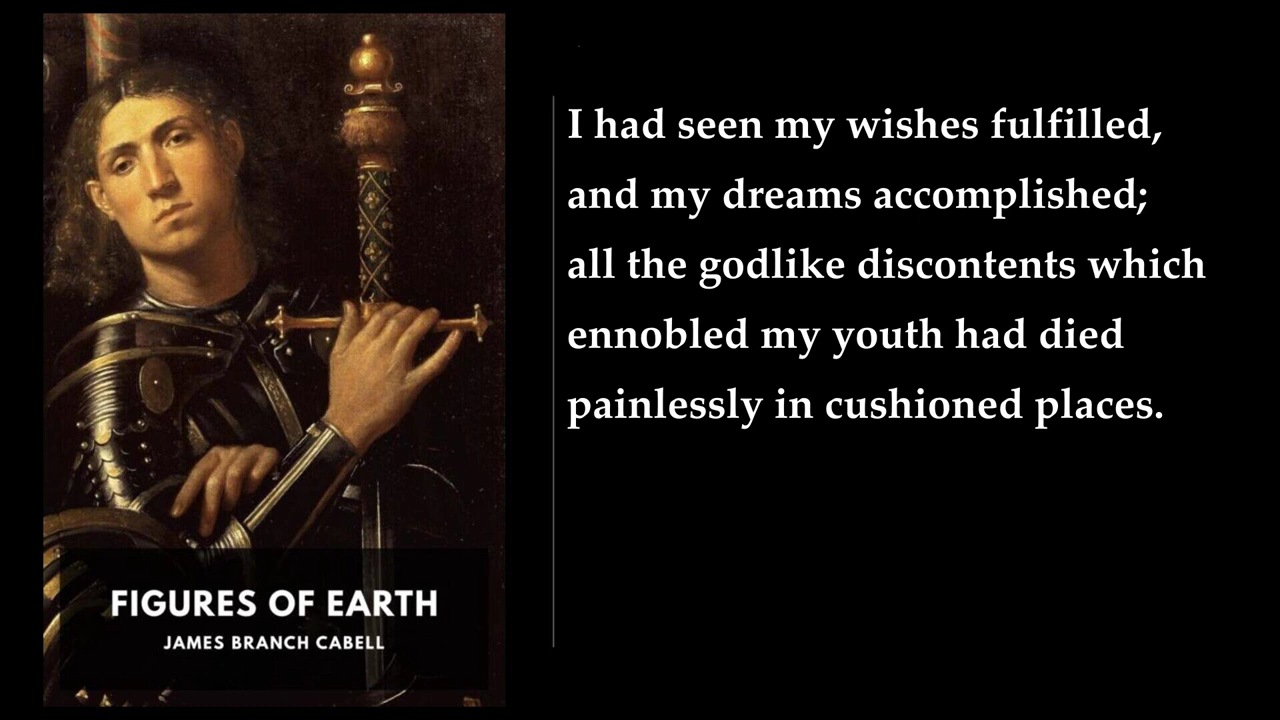 FIGURES OF EARTH
JAMES BRANCH CABELL
I had seen my wishes fulfilled,
and my dreams accomplished;
all the godlike discontents which
ennobled my youth had died
painlessly in cushioned places.